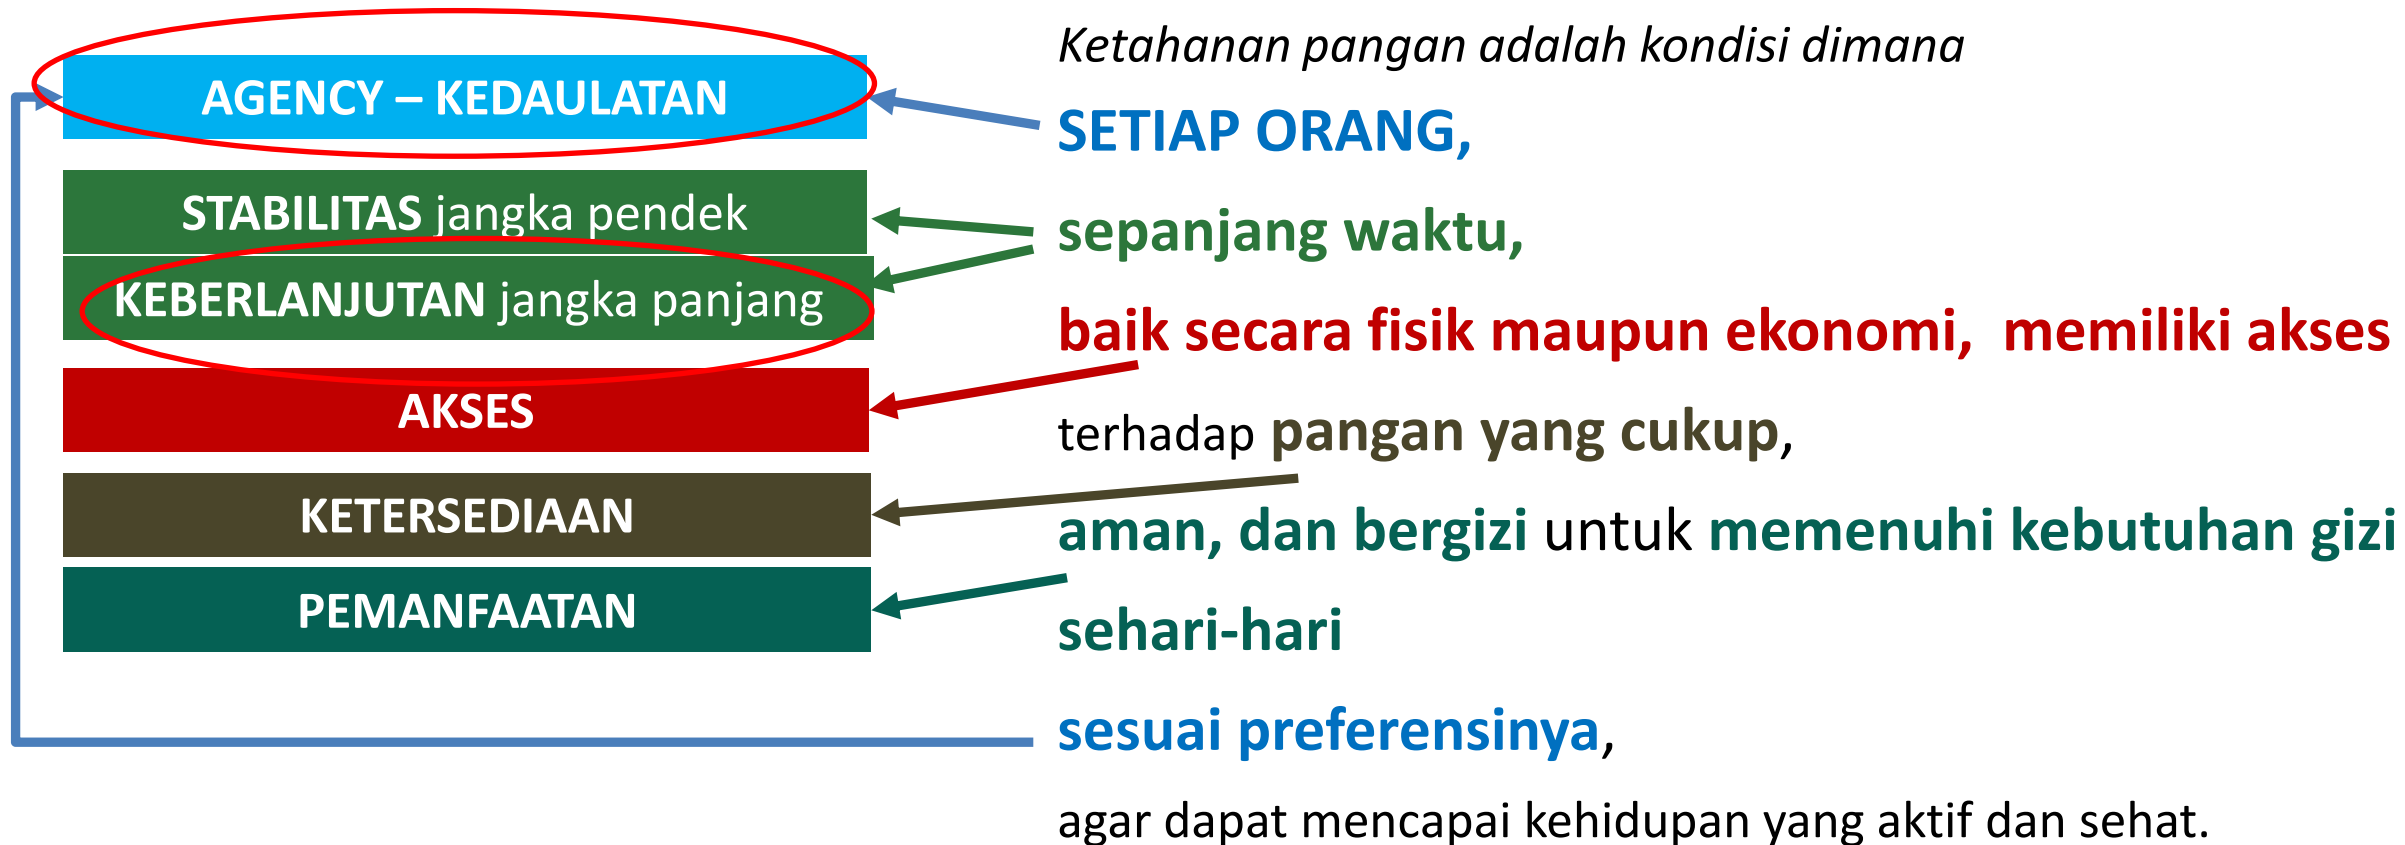 AGENCY – KEDAULATAN
STABILITAS jangka pendek
KEBERLANJUTAN jangka panjang
AKSES
KETERSEDIAAN
PEMANFAATAN
Ketahanan pangan adalah kondisi dimana
SETIAP ORANG,
sepanjang waktu,
baik secara fisik maupun ekonomi, memiliki akses
terhadap pangan yang cukup,
aman, dan bergizi untuk memenuhi kebutuhan gizi
sehari-hari
sesuai preferensinya,
agar dapat mencapai kehidupan yang aktif dan sehat.